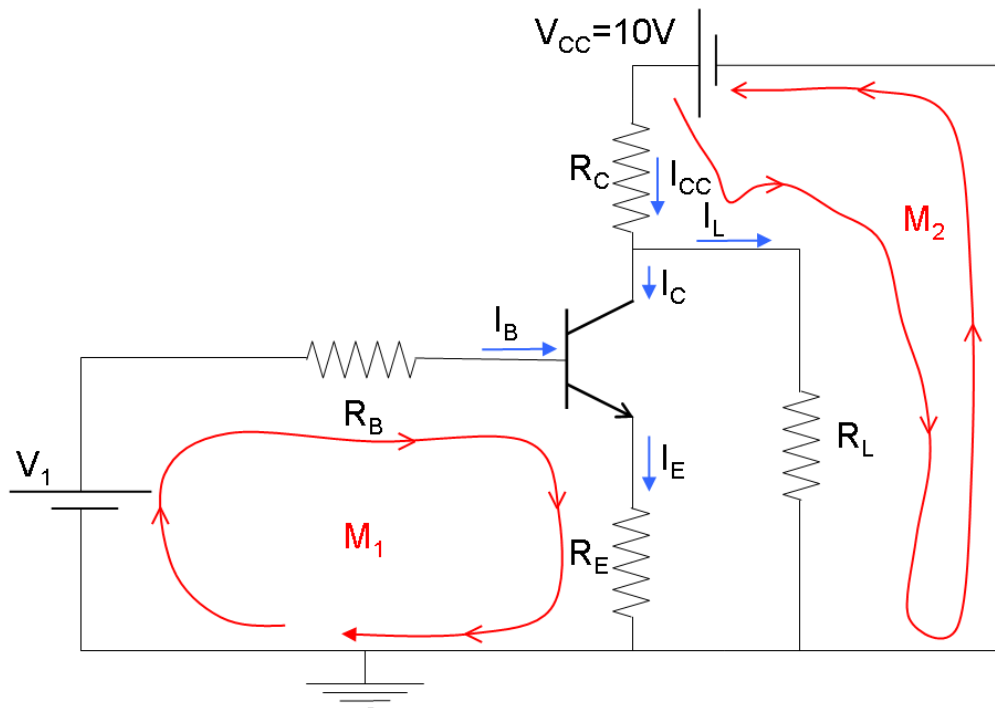 V_CC=10V
R_C
I_CC
I_L
M_2
I_C
I_B
R_B
V_1
I_E
R_L
M_1
R_E